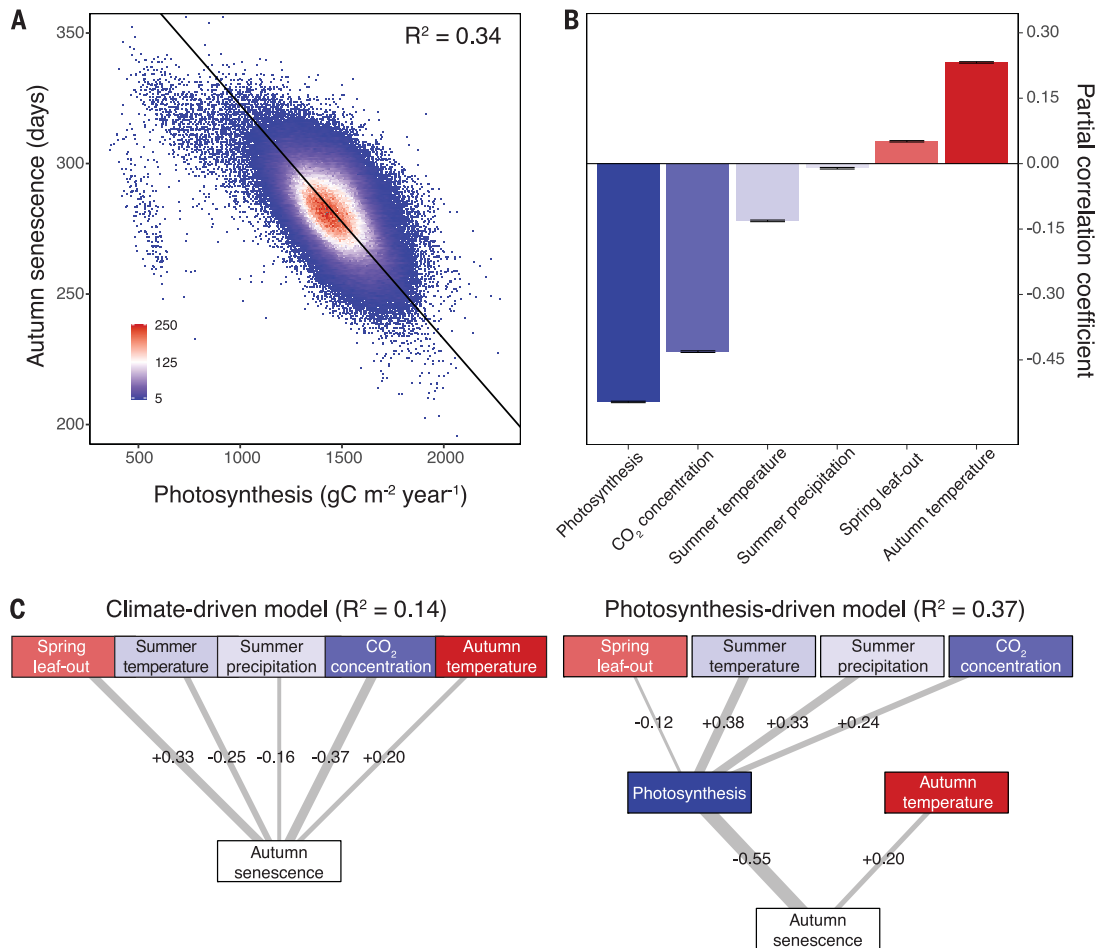 A
R² = 0.34
Autumn senescence (days)
350
300
250
200
250
125
5
500
1000
1500
2000
Photosynthesis (gC m⁻² year⁻¹)
B
0.30
0.15
0.00
-0.15
-0.30
-0.45
Partial correlation coefficient
Photosynthesis
CO₂ concentration
Summer temperature
Summer precipitation
Spring leaf-out
Autumn temperature
C
Climate-driven model (R² = 0.14)
Spring
leaf-out
Summer
temperature
Summer
precipitation
CO₂
concentration
Autumn
temperature
+0.33
-0.25
-0.16
-0.37
+0.20
Autumn
senescence
Photosynthesis-driven model (R² = 0.37)
Spring
leaf-out
Summer
temperature
Summer
precipitation
CO₂
concentration
-0.12
+0.38
+0.33
+0.24
Photosynthesis
Autumn
temperature
-0.55
+0.20
Autumn
senescence